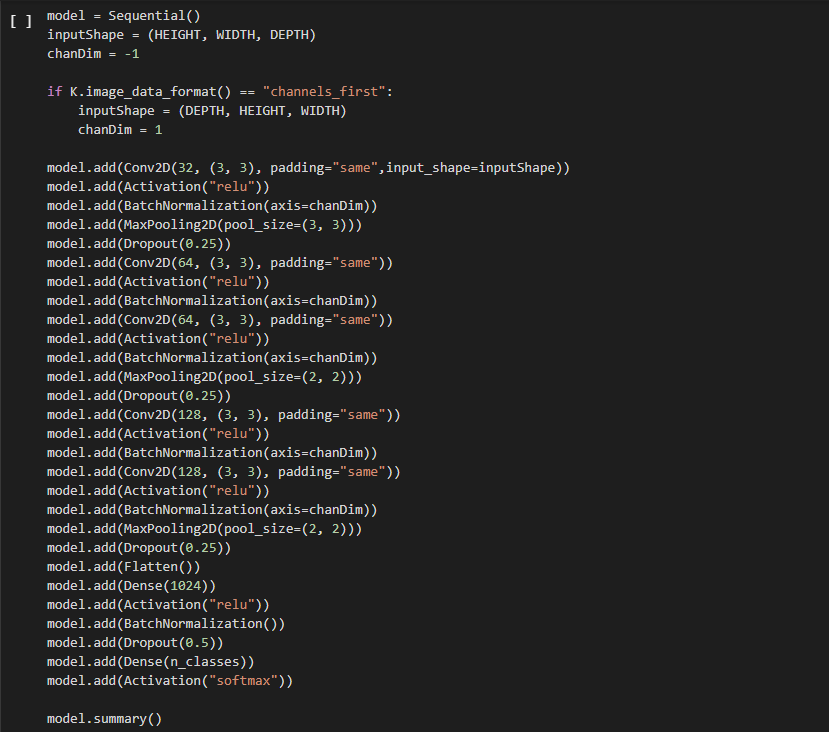 [ ]
model = Sequential()
inputShape = (HEIGHT, WIDTH, DEPTH)
chanDim = -1

if K.image_data_format() == "channels_first":
    inputShape = (DEPTH, HEIGHT, WIDTH)
    chanDim = 1

model.add(Conv2D(32, (3, 3), padding="same",input_shape=inputShape))
model.add(Activation("relu"))
model.add(BatchNormalization(axis=chanDim))
model.add(MaxPooling2D(pool_size=(3, 3)))
model.add(Dropout(0.25))
model.add(Conv2D(64, (3, 3), padding="same"))
model.add(Activation("relu"))
model.add(BatchNormalization(axis=chanDim))
model.add(Conv2D(64, (3, 3), padding="same"))
model.add(Activation("relu"))
model.add(BatchNormalization(axis=chanDim))
model.add(MaxPooling2D(pool_size=(2, 2)))
model.add(Dropout(0.25))
model.add(Conv2D(128, (3, 3), padding="same"))
model.add(Activation("relu"))
model.add(BatchNormalization(axis=chanDim))
model.add(Conv2D(128, (3, 3), padding="same"))
model.add(Activation("relu"))
model.add(BatchNormalization(axis=chanDim))
model.add(MaxPooling2D(pool_size=(2, 2)))
model.add(Dropout(0.25))
model.add(Flatten())
model.add(Dense(1024))
model.add(Activation("relu"))
model.add(BatchNormalization())
model.add(Dropout(0.5))
model.add(Dense(n_classes))
model.add(Activation("softmax"))

model.summary()